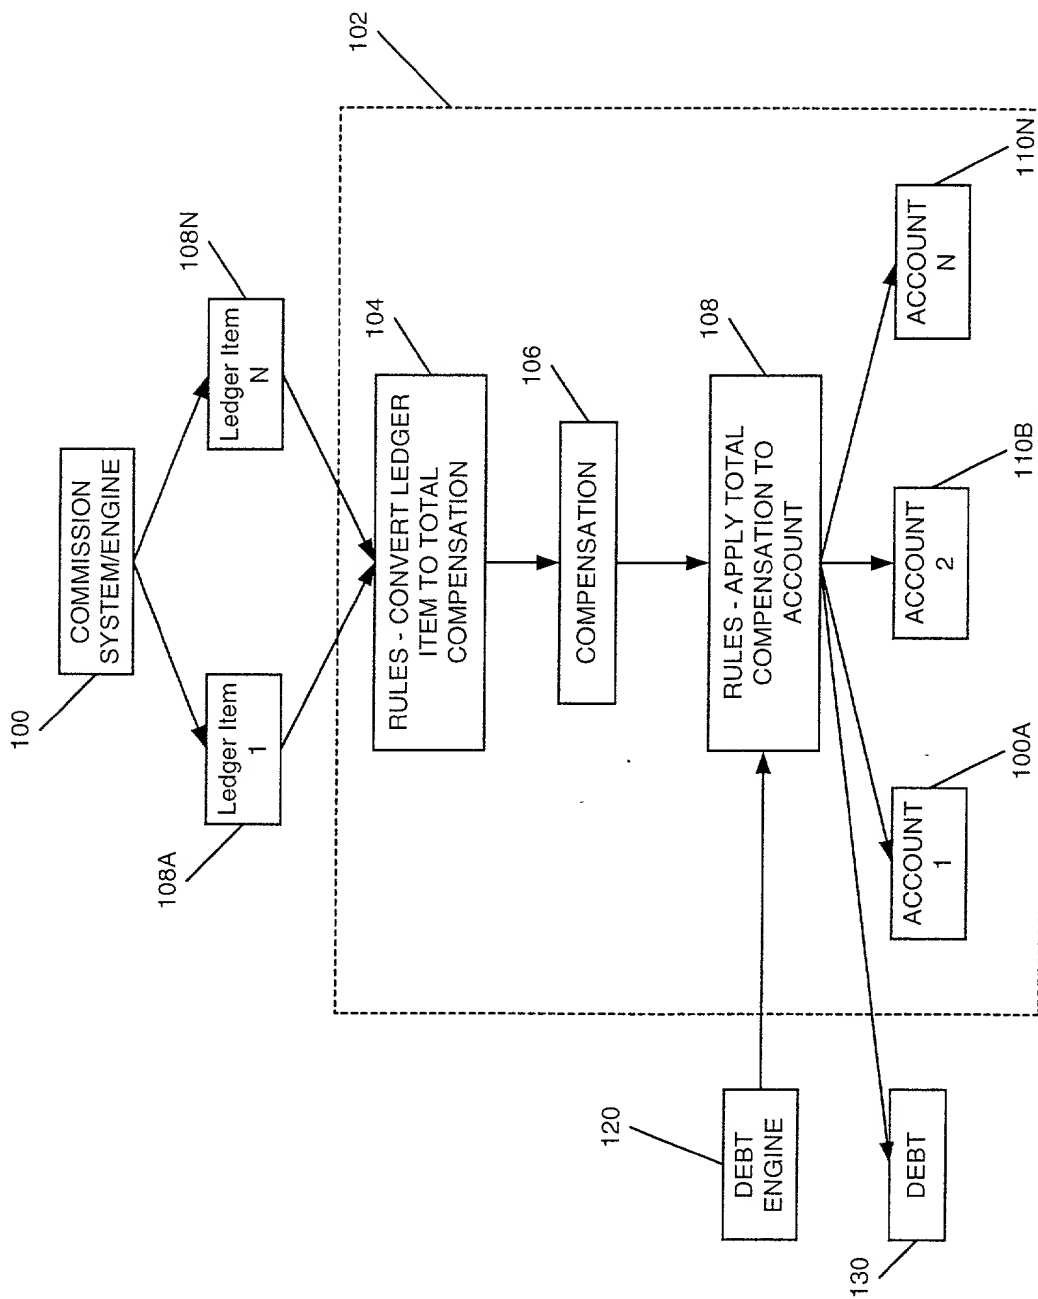 COMMISSION
SYSTEM/ENGINE
100
Ledger Item
1
108A
Ledger Item
N
108N
102
RULES - CONVERT LEDGER
ITEM TO TOTAL
COMPENSATION
104
COMPENSATION
106
RULES - APPLY TOTAL
COMPENSATION TO
ACCOUNT
108
DEBT
ENGINE
120
DEBT
130
ACCOUNT
1
100A
ACCOUNT
2
110B
ACCOUNT
N
110N